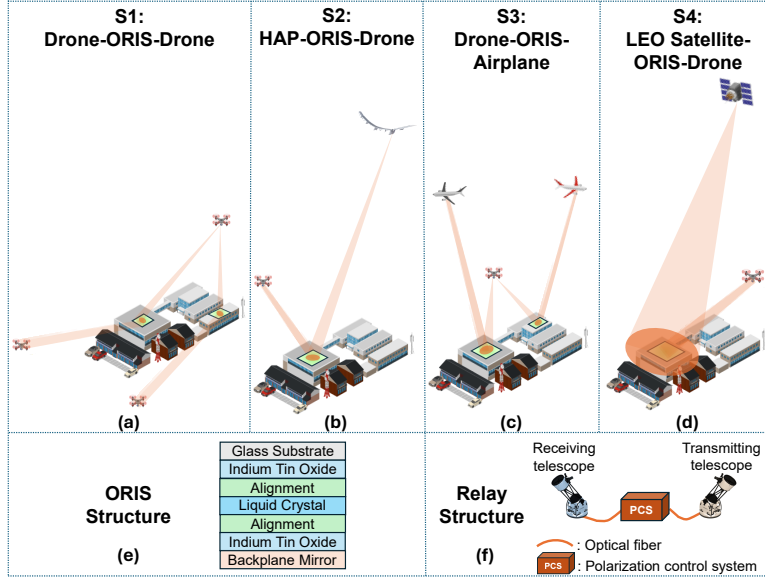 S1:
Drone-ORIS-Drone
S2:
HAP-ORIS-Drone
S3:
Drone-ORIS-
Airplane
S4:
LEO Satellite-
ORIS-Drone
(a)
(b)
(c)
(d)
ORIS
Structure
(e)
Glass Substrate
Indium Tin Oxide
Alignment
Liquid Crystal
Alignment
Indium Tin Oxide
Backplane Mirror
Relay
Structure
(f)
Receiving
telescope
Transmitting
telescope
PCS
: Optical fiber
PCS : Polarization control system